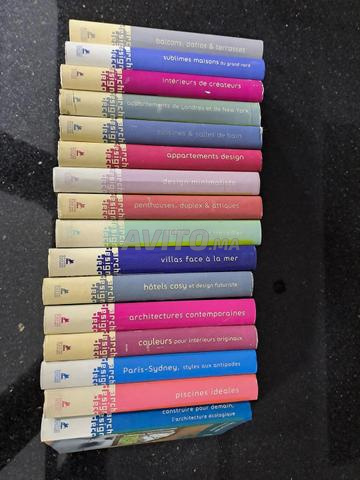 balcons, patios & terrasses
sublimes maisons du grand nord
intérieurs de créateurs
appartements de Londres et de New York
cuisines & salles de bain
appartements design
design minimaliste
penthouses, duplex & attiques
AVITO.MA
villas face à la mer
hôtels cosy et design futuriste
architectures contemporaines
couleurs pour intérieurs originaux
Paris-Sydney, styles aux antipodes
piscines idéales
construire pour demain,
l'architecture écologique